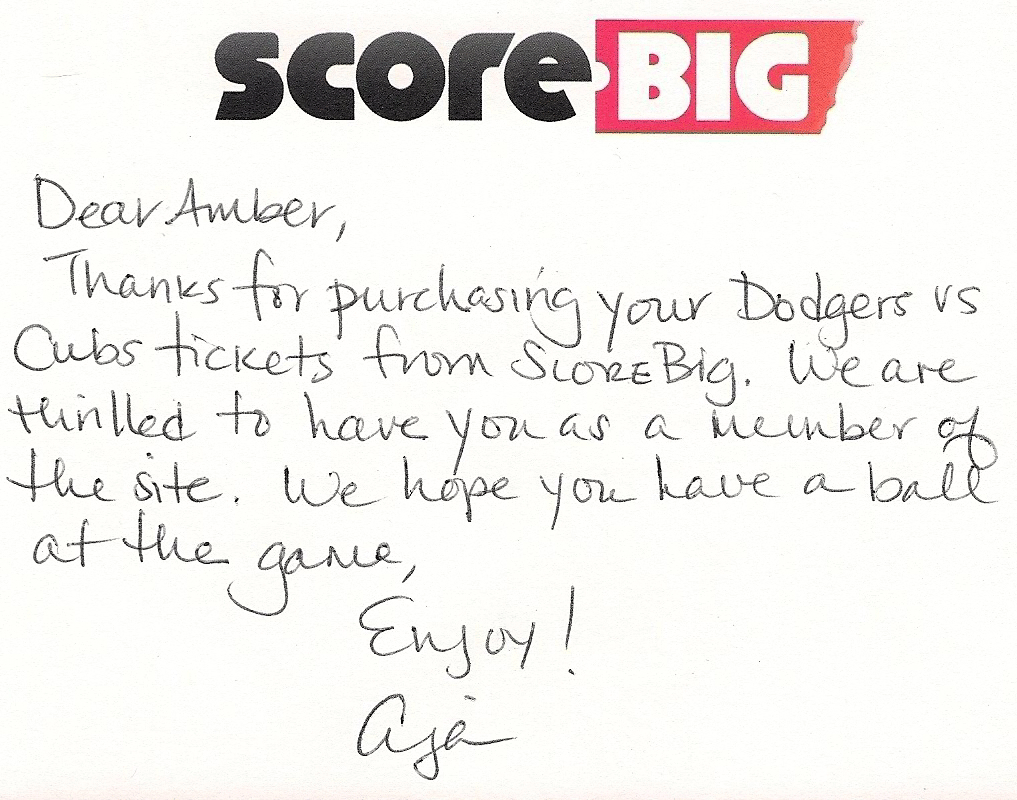 scoreBIG
Dear Amber,
Thanks for purchasing your Dodgers vs
Cubs tickets from ScoreBig. We are
thrilled to have you as a member of
the site. We hope you have a ball
at the game,
Enjoy!
Aja